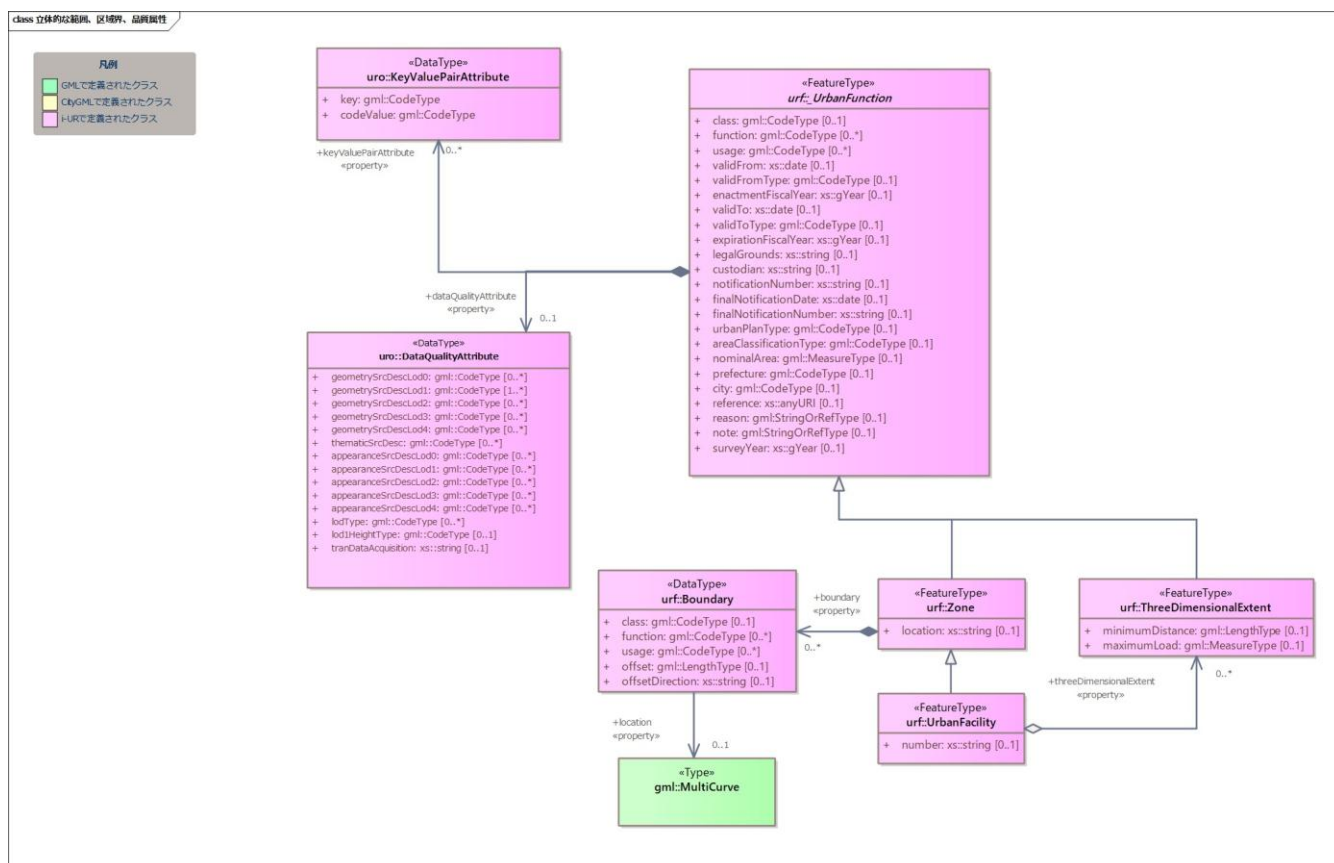 class 立体的な範囲、区域界、品質属性
凡例
GMLで定義されたクラス
CityGMLで定義されたクラス
i-URで定義されたクラス
«DataType»
uro::KeyValuePairAttribute
+ key: gml::CodeType
+ codeValue: gml::CodeType
+keyValuePairAttribute
«property»
0..*
«FeatureType»
urf::_UrbanFunction
+ class: gml::CodeType [0..1]
+ function: gml::CodeType [0..*]
+ usage: gml::CodeType [0..*]
+ validFrom: xs::date [0..1]
+ validFromType: gml::CodeType [0..1]
+ enactmentFiscalYear: xs::gYear [0..1]
+ validTo: xs::date [0..1]
+ validToType: gml::CodeType [0..1]
+ expirationFiscalYear: xs::gYear [0..1]
+ legalGrounds: xs::string [0..1]
+ custodian: xs::string [0..1]
+ notificationNumber: xs::string [0..1]
+ finalNotificationDate: xs::date [0..1]
+ finalNotificationNumber: xs::string [0..1]
+ urbanPlanType: gml::CodeType [0..1]
+ areaClassificationType: gml::CodeType [0..1]
+ nominalArea: gml::MeasureType [0..1]
+ prefecture: gml::CodeType [0..1]
+ city: gml::CodeType [0..1]
+ reference: xs::anyURI [0..1]
+ reason: gml:StringOrRefType [0..1]
+ note: gml:StringOrRefType [0..1]
+ surveyYear: xs::gYear [0..1]
+dataQualityAttribute
«property»
0..1
«DataType»
uro::DataQualityAttribute
+ geometrySrcDescLod0: gml::CodeType [0..*]
+ geometrySrcDescLod1: gml::CodeType [1..*]
+ geometrySrcDescLod2: gml::CodeType [0..*]
+ geometrySrcDescLod3: gml::CodeType [0..*]
+ geometrySrcDescLod4: gml::CodeType [0..*]
+ thematicSrcDesc: gml::CodeType [0..*]
+ appearanceSrcDescLod0: gml::CodeType [0..*]
+ appearanceSrcDescLod1: gml::CodeType [0..*]
+ appearanceSrcDescLod2: gml::CodeType [0..*]
+ appearanceSrcDescLod3: gml::CodeType [0..*]
+ appearanceSrcDescLod4: gml::CodeType [0..*]
+ lodType: gml::CodeType [0..*]
+ lod1HeightType: gml::CodeType [0..1]
+ tranDataAcquisition: xs::string [0..1]
«DataType»
urf::Boundary
+ class: gml::CodeType [0..1]
+ function: gml::CodeType [0..*]
+ usage: gml::CodeType [0..*]
+ offset: gml::LengthType [0..1]
+ offsetDirection: xs::string [0..1]
+boundary
«property»
0..*
«FeatureType»
urf::Zone
+ location: xs::string [0..1]
«FeatureType»
urf::ThreeDimensionalExtent
+ minimumDistance: gml::LengthType [0..1]
+ maximumLoad: gml::MeasureType [0..1]
+threeDimensionalExtent
«property»
0..*
«FeatureType»
urf::UrbanFacility
+ number: xs::string [0..1]
+location
«property»
0..1
«Type»
gml::MultiCurve